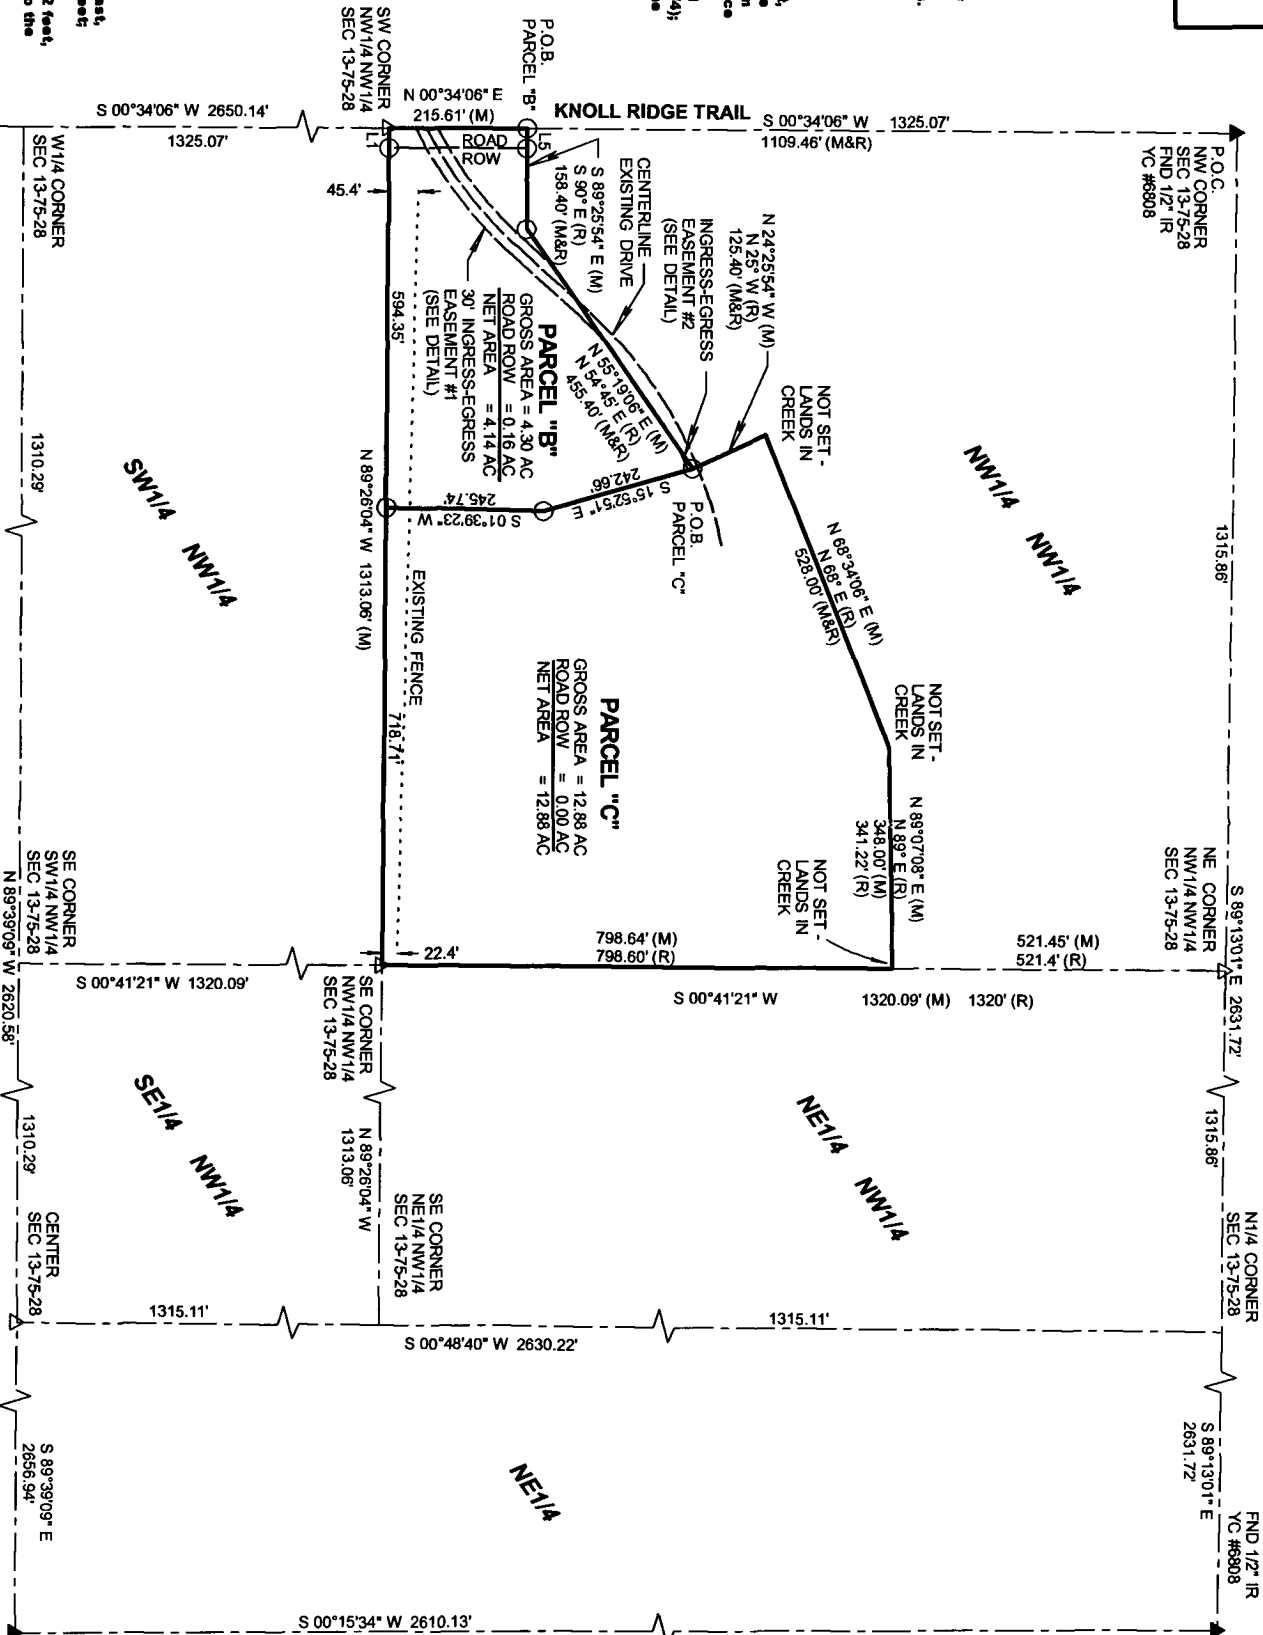 P.O.C.
NW CORNER
SEC 13-75-28
FND 1/2" IR
YC #6808
1315.86'
NE CORNER
NW1/4 NW1/4
SEC 13-75-28
S 89°13'01" E 2631.72'
1315.86'
N1/4 CORNER
SEC 13-75-28
S 89°13'01" E
2631.72'
FND 1/2" IR
YC #6808
S 00°34'06" W 1325.07'
1109.46' (M&R)
KNOLL RIDGE TRAIL
P.O.B.
PARCEL "B"
N 00°34'06" E
215.61' (M)
ROAD
ROW
L5
L1
SW CORNER
NW1/4 NW1/4
SEC 13-75-28
S 00°34'06" W 2650.14'
1325.07'
W1/4 CORNER
SEC 13-75-28
S 89°25'54" E (M)
S 90° E (R)
158.40' (M&R)
CENTERLINE
EXISTING DRIVE
INGRESS-EGRESS
EASEMENT #2
(SEE DETAIL)
N 24°25'54" W (M)
N 25° W (R)
125.40' (M&R)
NOT SET -
LANDS IN
CREEK
NW1/4 NW1/4
N 68°34'06" E (M)
N 68° E (R)
528.00' (M&R)
NOT SET -
LANDS IN
CREEK
N 89°07'08" E (M)
N 89° E (R)
348.00' (M)
341.22' (R)
NOT SET -
LANDS IN
CREEK
521.45' (M)
521.4' (R)
798.64' (M)
798.60' (R)
S 00°41'21" W 1320.09' (M) 1320' (R)
N 55°19'06" E (M)
N 54°45' E (R)
455.40' (M&R)
P.O.B.
PARCEL "C"
S 15°52'51" E
242.66'
S 01°39'23" W
245.74'
PARCEL "B"
GROSS AREA = 4.30 AC
ROAD ROW = 0.16 AC
NET AREA = 4.14 AC
30' INGRESS-EGRESS
EASEMENT #1
(SEE DETAIL)
45.4'
594.35'
N 89°26'04" W 1313.06' (M)
EXISTING FENCE
718.71'
22.4'
PARCEL "C"
GROSS AREA = 12.88 AC
ROAD ROW = 0.00 AC
NET AREA = 12.88 AC
SW1/4 NW1/4
1310.29'
SE CORNER
SW1/4 NW1/4
SEC 13-75-28
N 89°39'09" W 2620.58'
S 00°41'21" W 1320.09'
SE CORNER
NW1/4 NW1/4
SEC 13-75-28
N 89°26'04" W
1313.06'
SE CORNER
NE1/4 NW1/4
SEC 13-75-28
NE1/4 NW1/4
SE1/4 NW1/4
1310.29'
CENTER
SEC 13-75-28
1315.11'
1315.11'
S 00°48'40" W 2630.22'
NE1/4
S 89°39'09" E
2656.94'
S 00°15'34" W 2610.13'
2 feet,